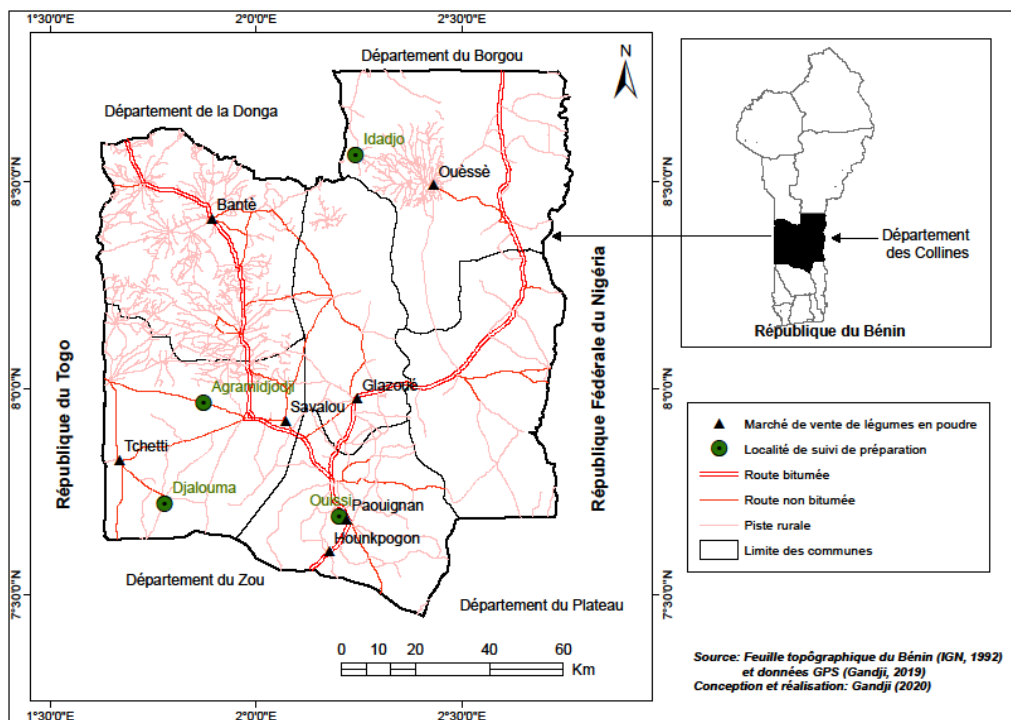 1°30'0"E
2°0'0"E
2°30'0"E
Département du Borgou
N
Département de la Donga
Idadjo
Ouèssè
8°30'0"N
8°30'0"N
Bantè
Département
des Collines
République du Bénin
République du Togo
République Fédérale du Nigéria
Agramidjodji
Glazoué
8°0'0"N
8°0'0"N
Savalou
Tchetti
Djalouma
Ouissi
Paouignan
Hounkpogon
Département du Zou
7°30'0"N
7°30'0"N
Département du Plateau
0 10 20 40 60
Km
1°30'0"E
2°0'0"E
2°30'0"E
Marché de vente de légumes en poudre
Localité de suivi de préparation
Route bitumée
Route non bitumée
Piste rurale
Limite des communes
Source: Feuille topôgraphique du Bénin (IGN, 1992)
et données GPS (Gandji, 2019)
Conception et réalisation: Gandji (2020)